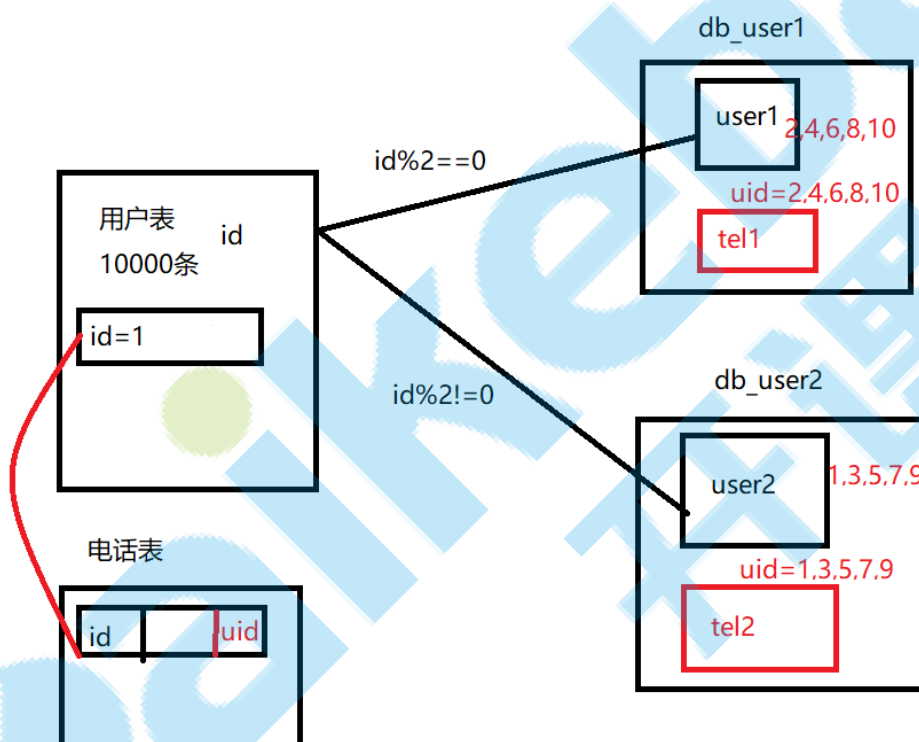 db_user1
user1
2,4,6,8,10
id%2==0
uid=2,4,6,8,10
用户表
id
tel1
10000条
id=1
db_user2
id%2!=0
user2
1,3,5,7,9
电话表
uid=1,3,5,7,9
id
uid
tel2
开课